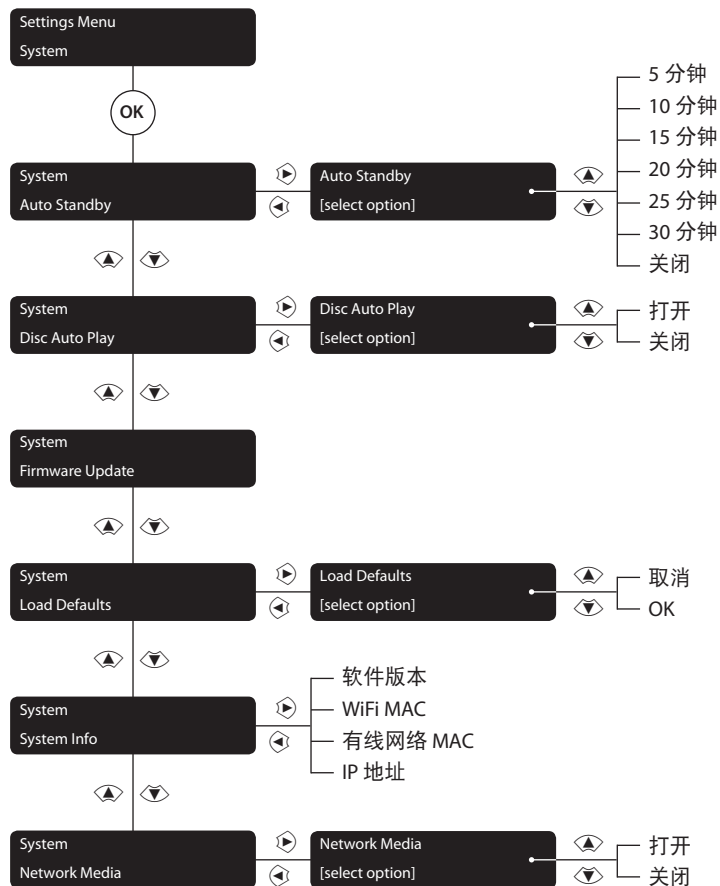 Settings Menu
System
OK
System
Auto Standby
Auto Standby
[select option]
5 分钟
10 分钟
15 分钟
20 分钟
25 分钟
30 分钟
关闭
System
Disc Auto Play
Disc Auto Play
[select option]
打开
关闭
System
Firmware Update
System
Load Defaults
Load Defaults
[select option]
取消
OK
System
System Info
软件版本
WiFi MAC
有线网络 MAC
IP 地址
System
Network Media
Network Media
[select option]
打开
关闭